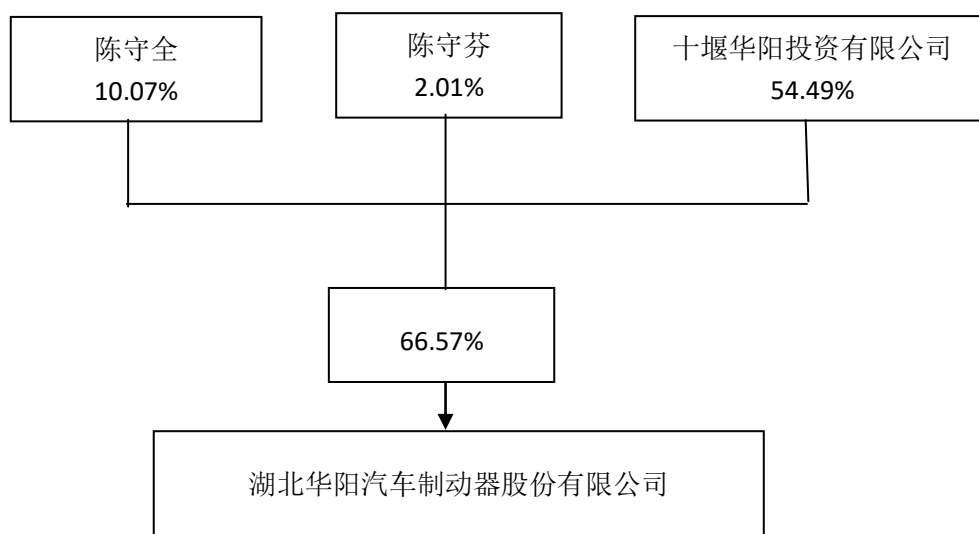 陈守全
10.07%
陈守芬
2.01%
十堰华阳投资有限公司
54.49%
66.57%
湖北华阳汽车制动器股份有限公司